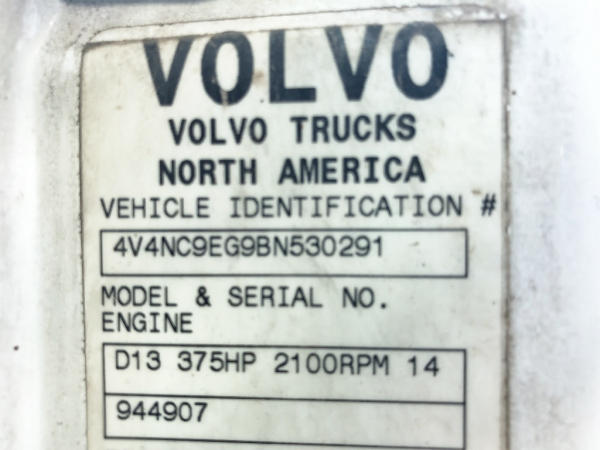 VOLVO
VOLVO TRUCKS
NORTH AMERICA
VEHICLE IDENTIFICATION #
4V4NC9EG9BN530291
MODEL & SERIAL NO.
ENGINE
D13 375HP 2100RPM 14
944907